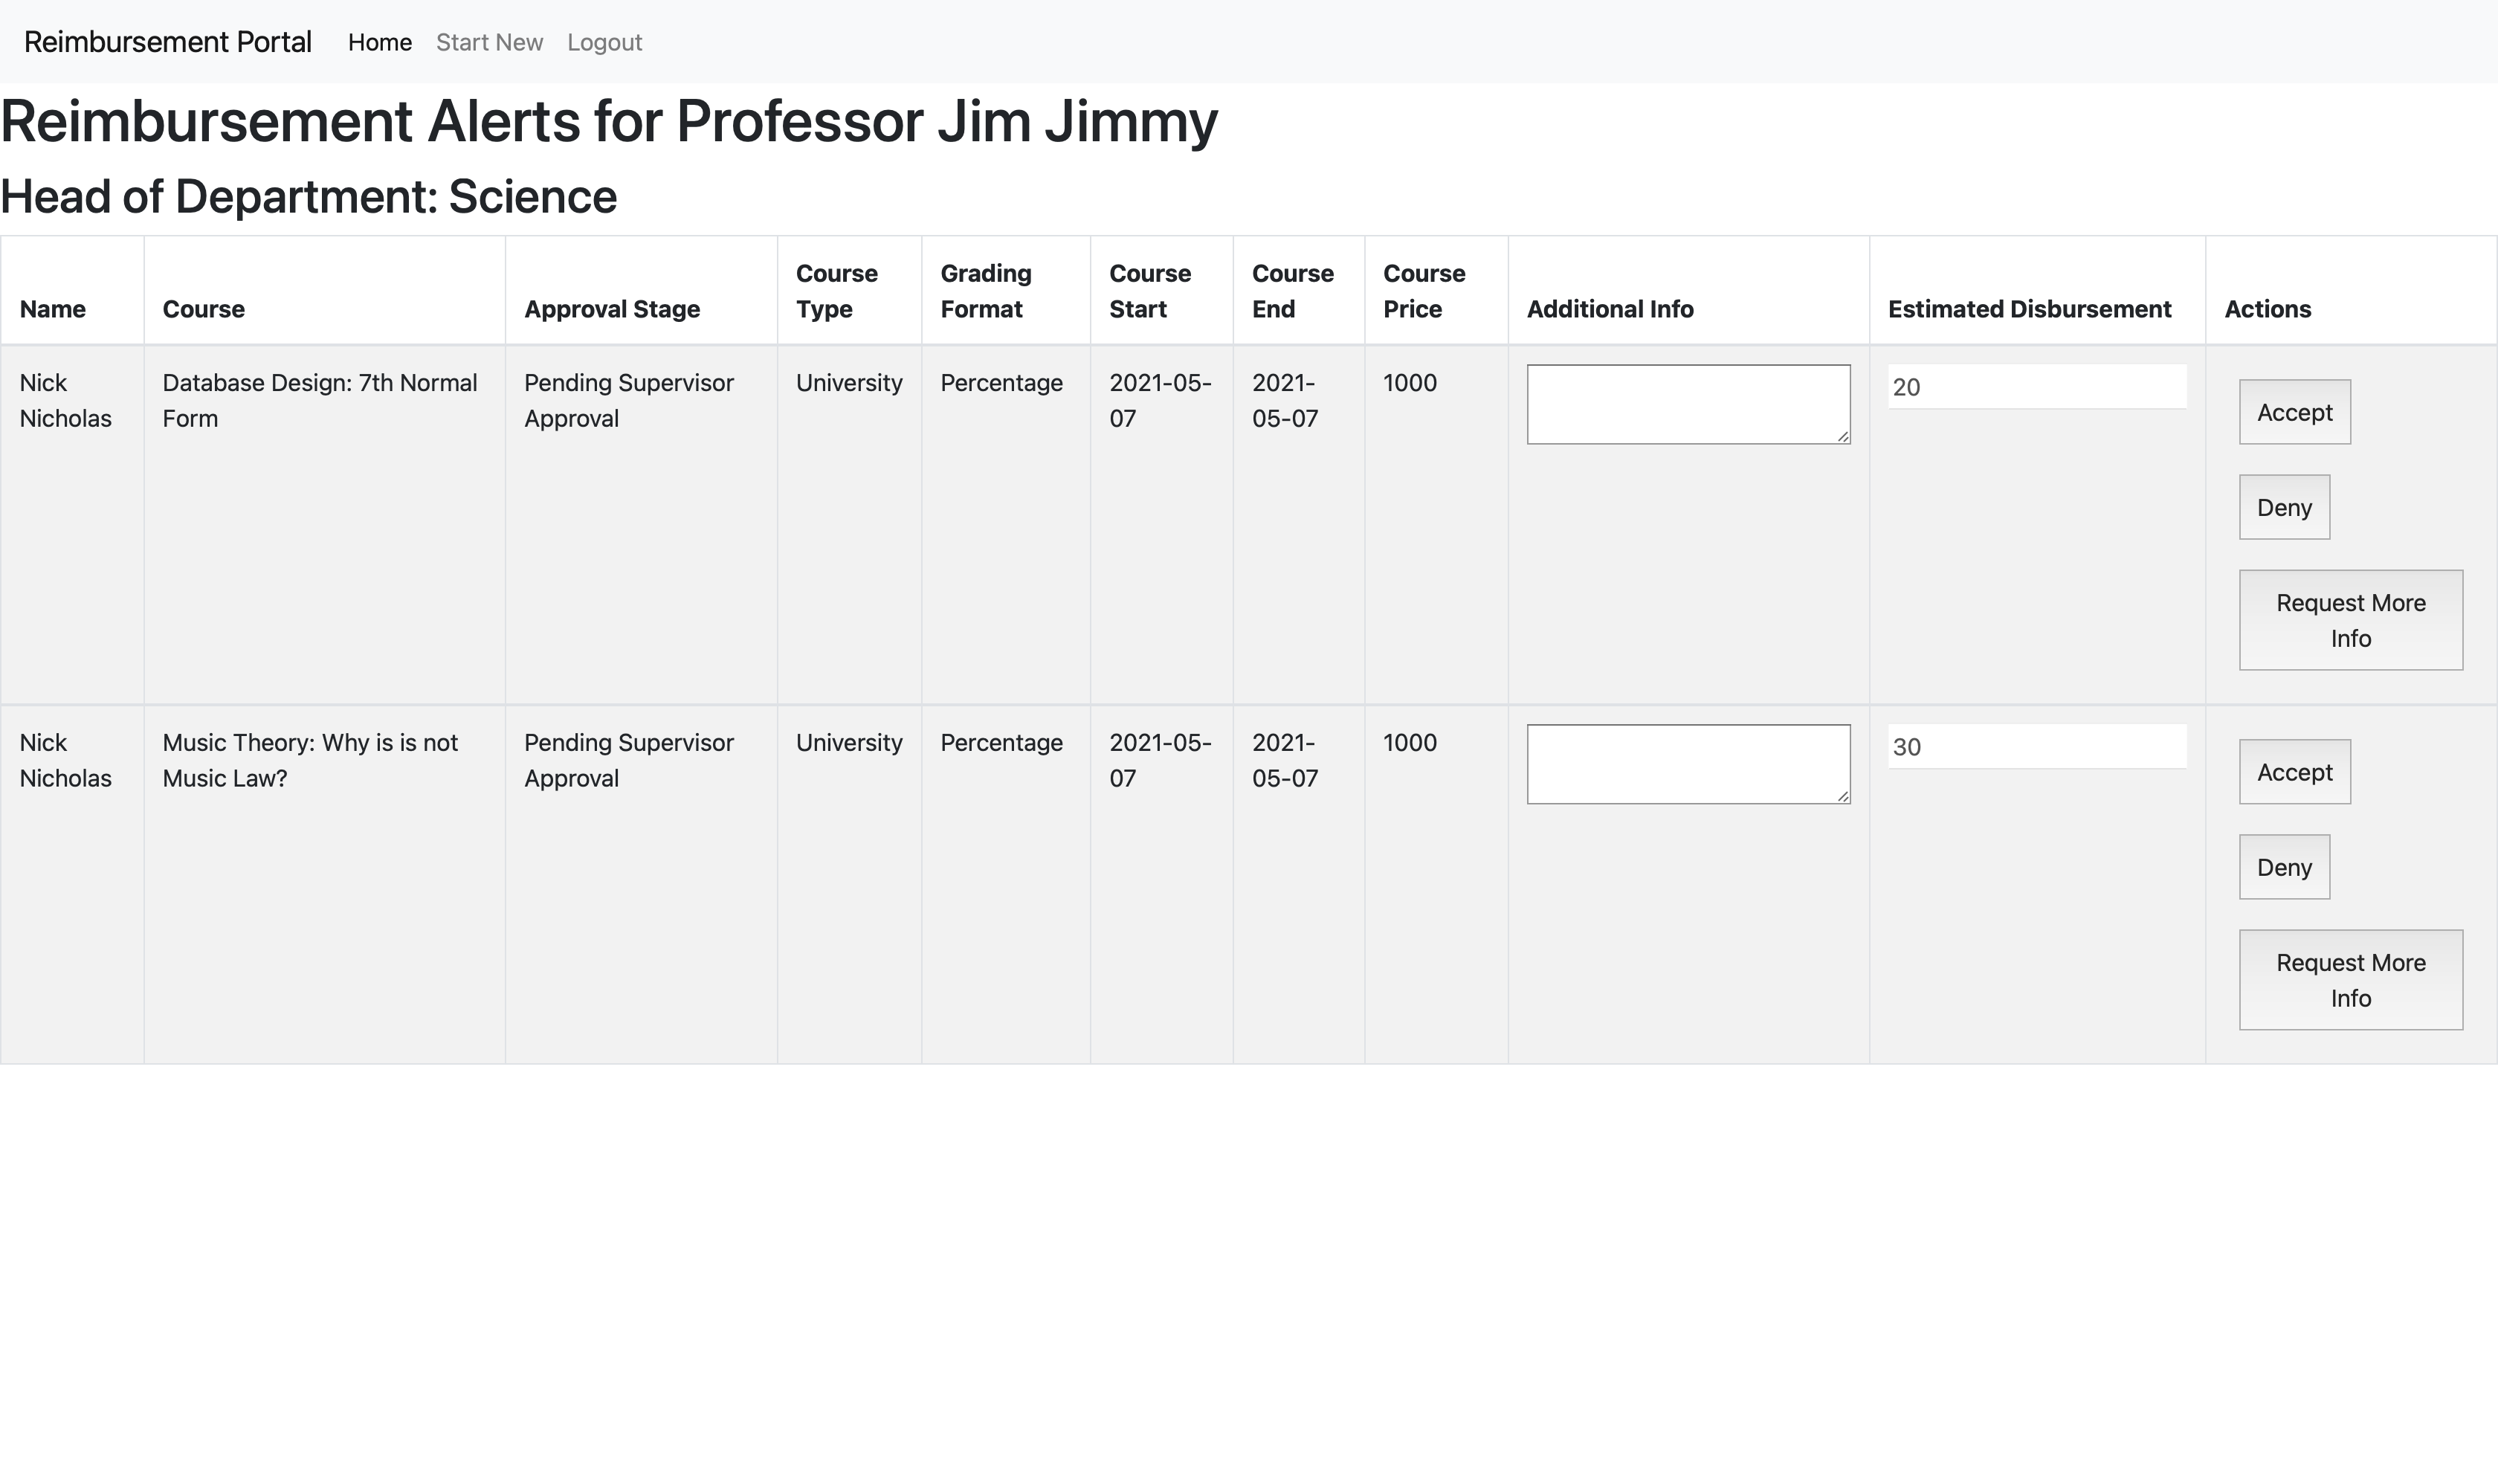 Reimbursement Portal Home Start New Logout
Reimbursement Alerts for Professor Jim Jimmy
Head of Department: Science
Name
Course
Approval Stage
Course
Type
Grading
Format
Course
Start
Course
End
Course
Price
Additional Info
Estimated Disbursement
Actions
Nick
Nicholas
Database Design: 7th Normal
Form
Pending Supervisor
Approval
University
Percentage
2021-05-
07
2021-
05-07
1000
20
Accept
Deny
Request More
Info
Nick
Nicholas
Music Theory: Why is is not
Music Law?
Pending Supervisor
Approval
University
Percentage
2021-05-
07
2021-
05-07
1000
30
Accept
Deny
Request More
Info